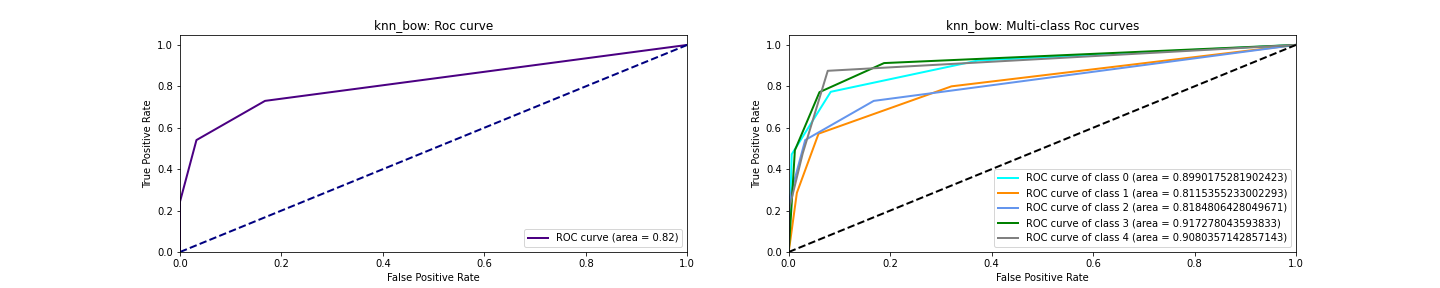 knn_bow: Roc curve
1.0
0.8
0.6
0.4
0.2
0.0
True Positive Rate
0.0 0.2 0.4 0.6 0.8 1.0
False Positive Rate
ROC curve (area = 0.82)
knn_bow: Multi-class Roc curves
1.0
0.8
0.6
0.4
0.2
0.0
True Positive Rate
0.0 0.2 0.4 0.6 0.8 1.0
False Positive Rate
ROC curve of class 0 (area = 0.8990175281902423)
ROC curve of class 1 (area = 0.8115355233002293)
ROC curve of class 2 (area = 0.8184806428049671)
ROC curve of class 3 (area = 0.917278043593833)
ROC curve of class 4 (area = 0.9080357142857143)